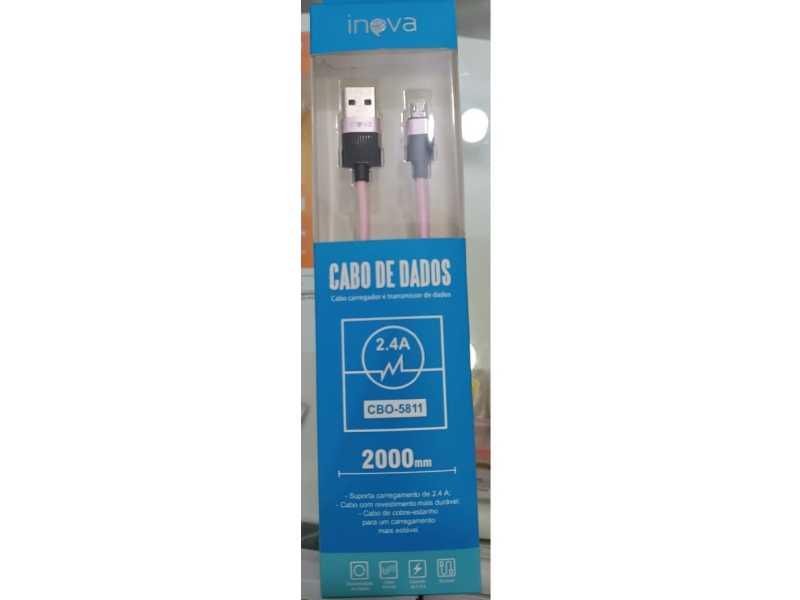 inova
inova
CABO DE DADOS
Cabo carregador e transmissor de dados
2.4A
CBO-5811
2000mm
- Suporta carregamento de 2.4 A;
- Cabo com revestimento mais durável;
- Cabo de cobre-estanho
para um carregamento
mais estável.